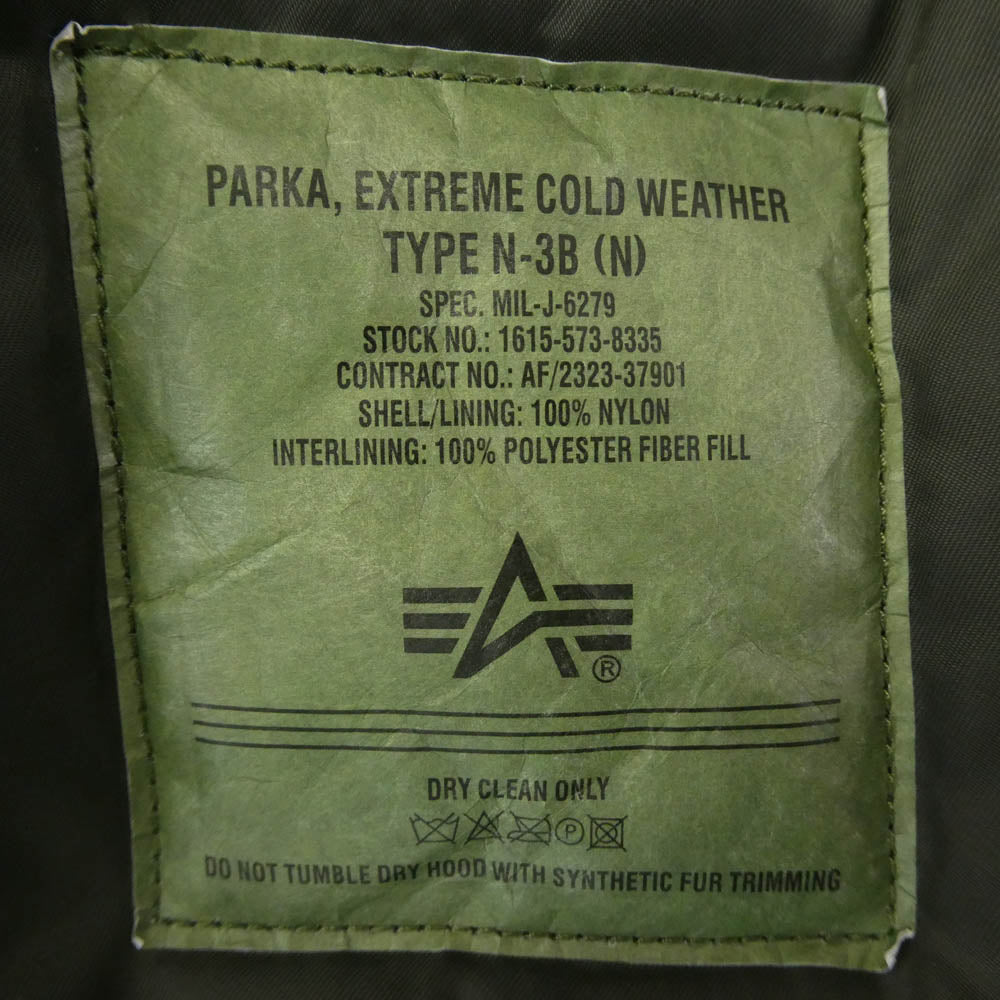 PARKA, EXTREME COLD WEATHER
TYPE N-3B (N)
SPEC. MIL-J-6279
STOCK NO.: 1615-573-8335
CONTRACT NO.: AF/2323-37901
SHELL/LINING: 100% NYLON
INTERLINING: 100% POLYESTER FIBER FILL
®
DRY CLEAN ONLY
P
DO NOT TUMBLE DRY HOOD WITH SYNTHETIC FUR TRIMMING